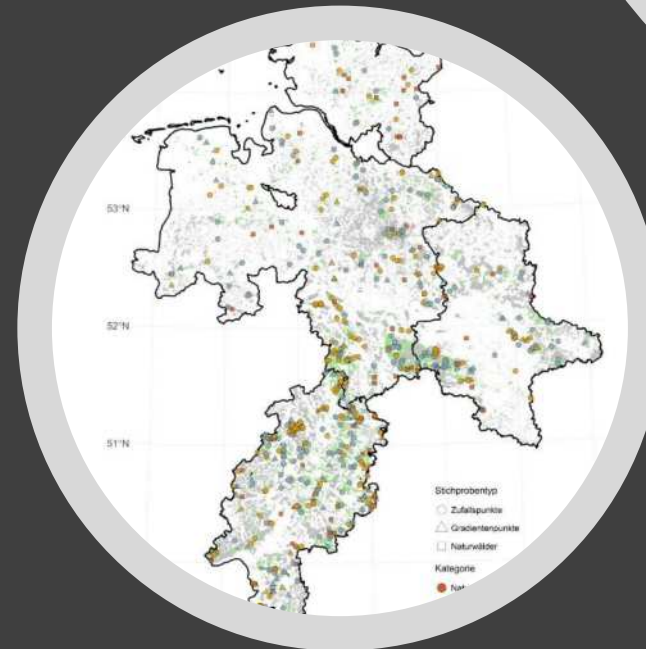 53°N
52°N
51°N
Stichprobentyp
Zufallspunkte
Gradientenpunkte
Naturwälder
Kategorie